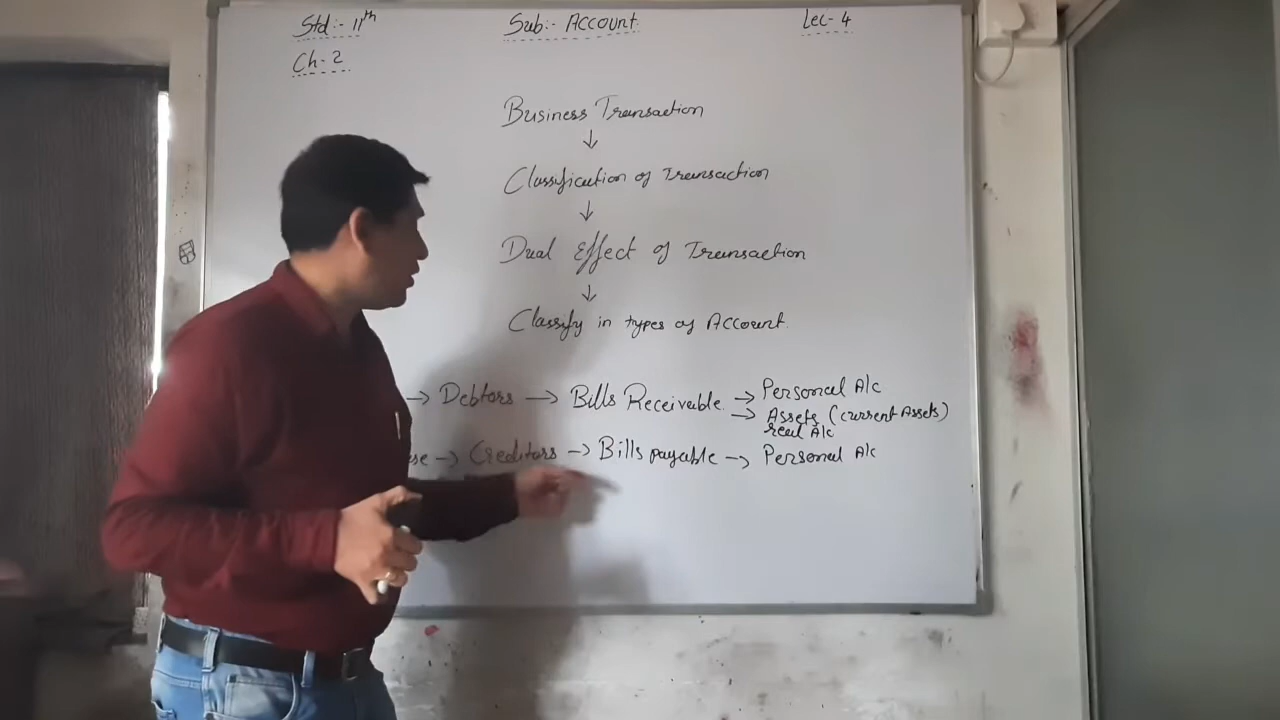 Std:- 11th Sub:- Account Lec- 4
Ch- 2
Business Transaction
↓
Classification of Transaction
↓
Dual Effect of Transaction
↓
Classify in types of Account.
→ Debtors → Bills Receivable → Personal A/c
→ Assets (current Assets)
real A/c
→ Creditors → Bills payable → Personal A/c